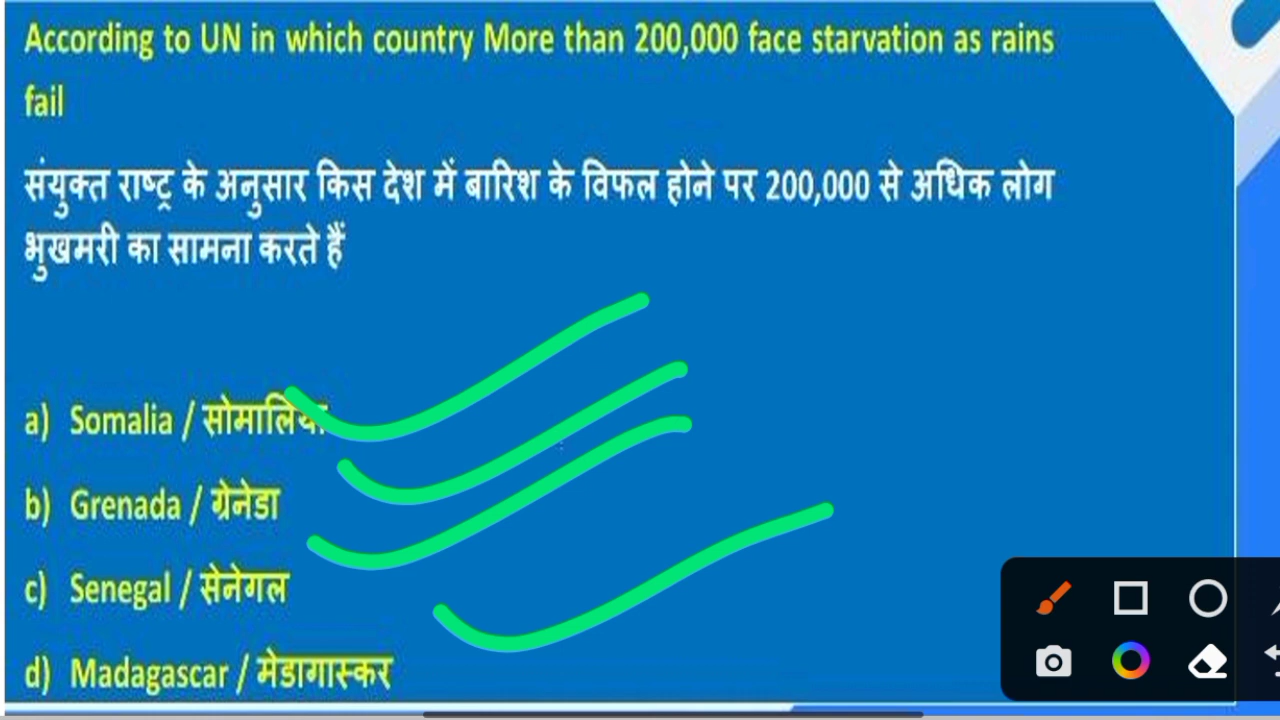 According to UN in which country More than 200,000 face starvation as rains
fail
संयुक्त राष्ट्र के अनुसार किस देश में बारिश के विफल होने पर 200,000 से अधिक लोग
भुखमरी का सामना करते हैं
a) Somalia / सोमालिया
b) Grenada / ग्रेनेडा
c) Senegal / सेनेगल
d) Madagascar / मेडागास्कर